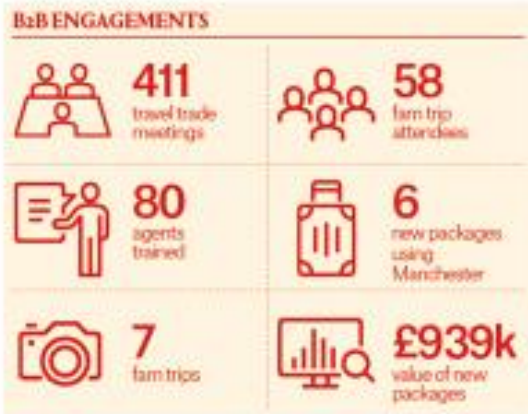 B2B ENGAGEMENTS
411
travel trade
meetings
58
fam trip
attendees
80
agents
trained
6
new packages
using
Manchester
7
fam trips
£939k
value of new
packages